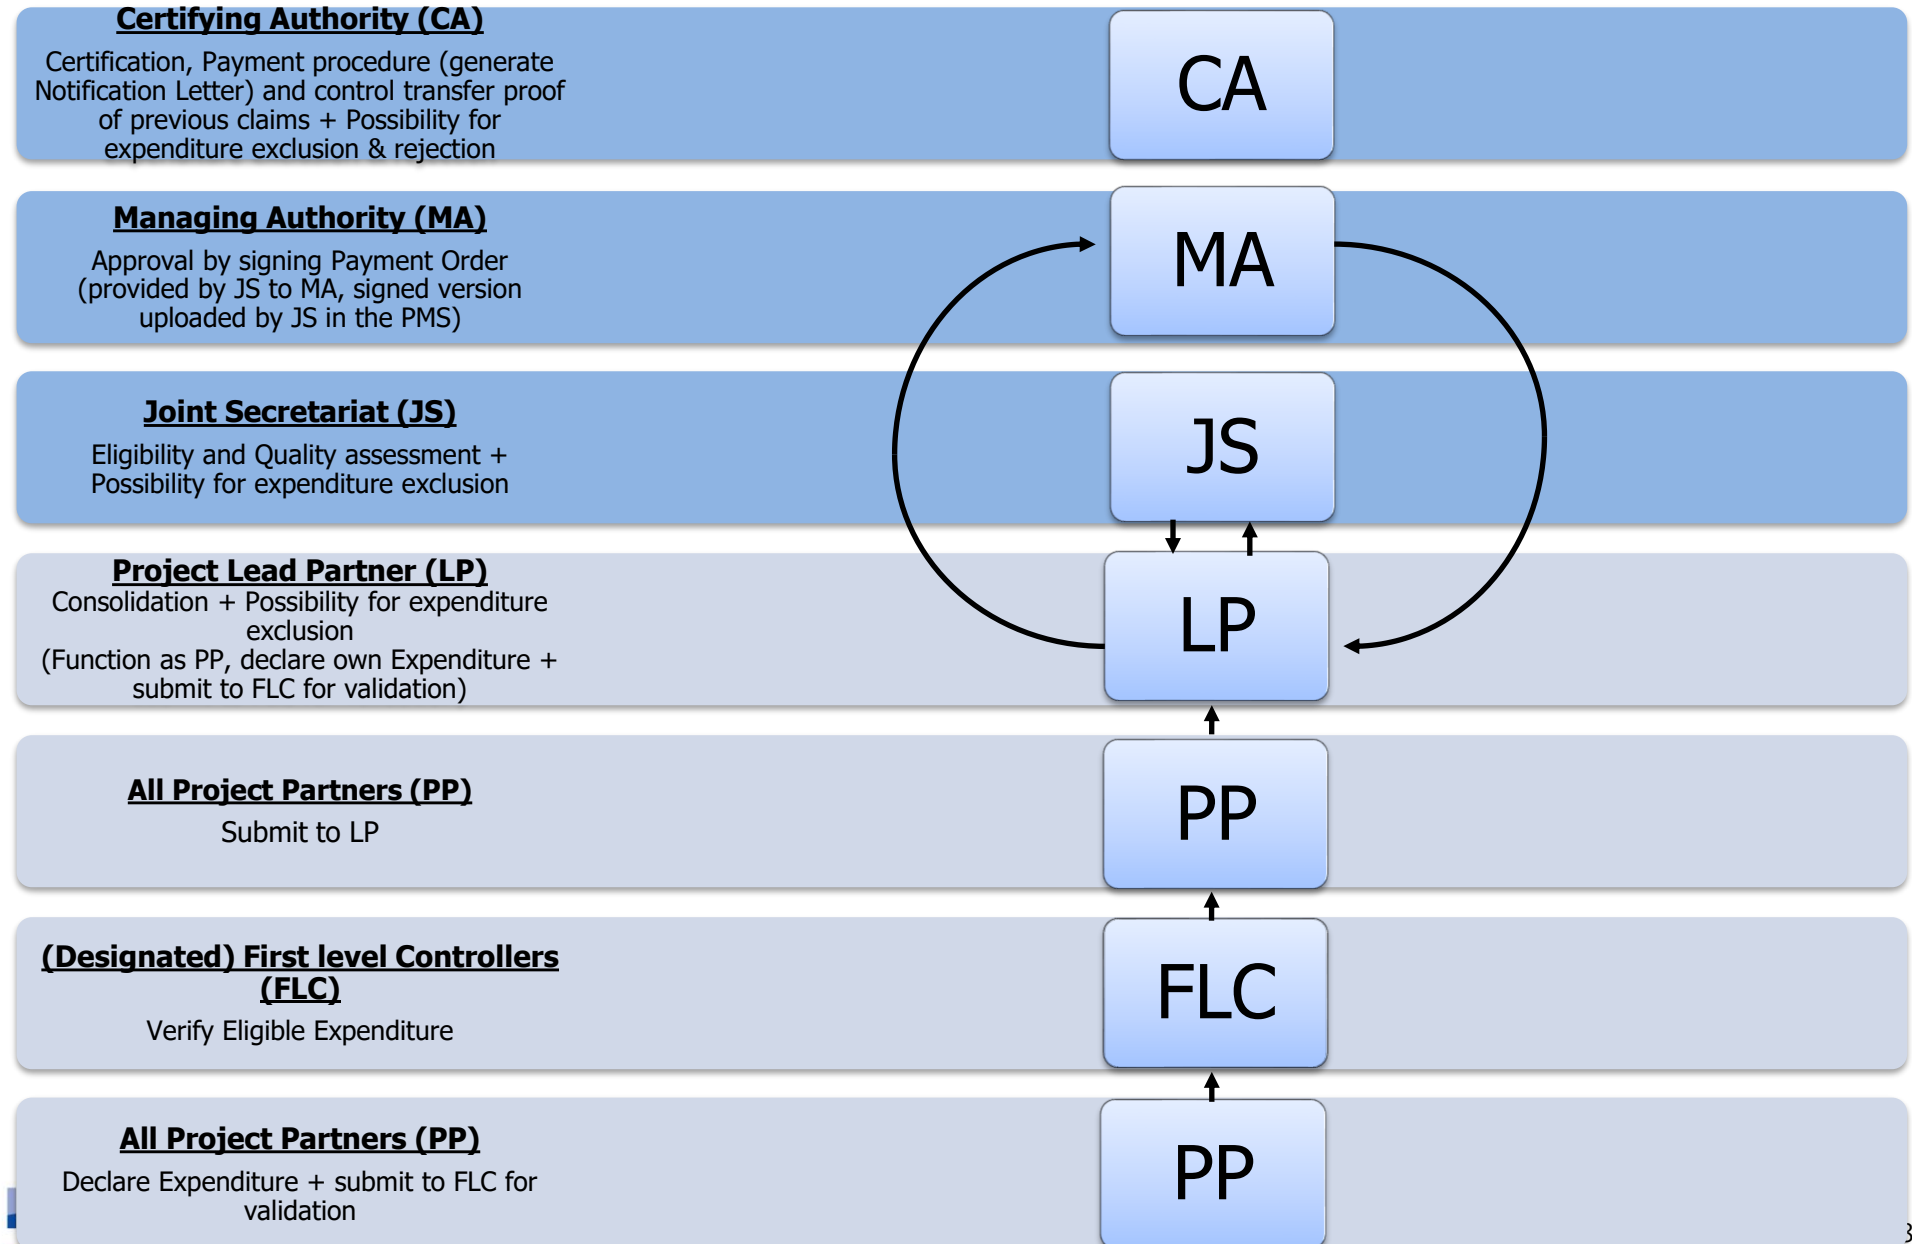 Certifying Authority (CA)
Certification, Payment procedure (generate
Notification Letter) and control transfer proof
of previous claims + Possibility for
expenditure exclusion & rejection
CA
Managing Authority (MA)
Approval by signing Payment Order
(provided by JS to MA, signed version
uploaded by JS in the PMS)
MA
Joint Secretariat (JS)
Eligibility and Quality assessment +
Possibility for expenditure exclusion
JS
Project Lead Partner (LP)
Consolidation + Possibility for expenditure
exclusion
(Function as PP, declare own Expenditure +
submit to FLC for validation)
LP
All Project Partners (PP)
Submit to LP
PP
(Designated) First level Controllers
(FLC)
Verify Eligible Expenditure
FLC
All Project Partners (PP)
Declare Expenditure + submit to FLC for
validation
PP